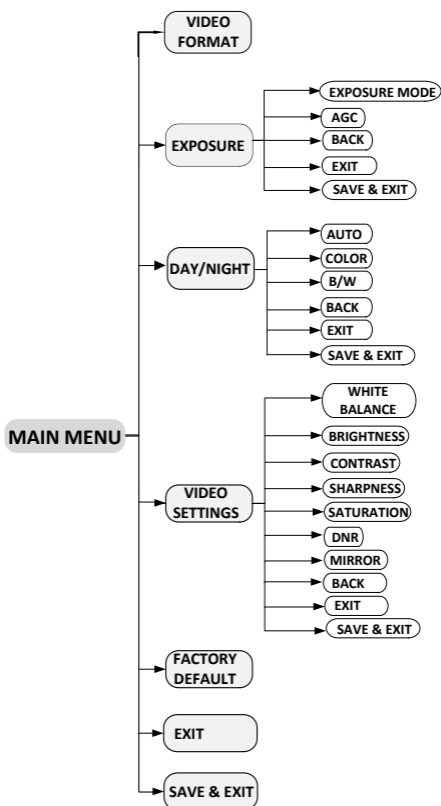 VIDEO
FORMAT
EXPOSURE MODE
AGC
EXPOSURE
BACK
EXIT
SAVE & EXIT
AUTO
COLOR
DAY/NIGHT
B/W
BACK
EXIT
SAVE & EXIT
MAIN MENU
WHITE
BALANCE
BRIGHTNESS
CONTRAST
SHARPNESS
VIDEO
SETTINGS
SATURATION
DNR
MIRROR
BACK
EXIT
SAVE & EXIT
FACTORY
DEFAULT
EXIT
SAVE & EXIT